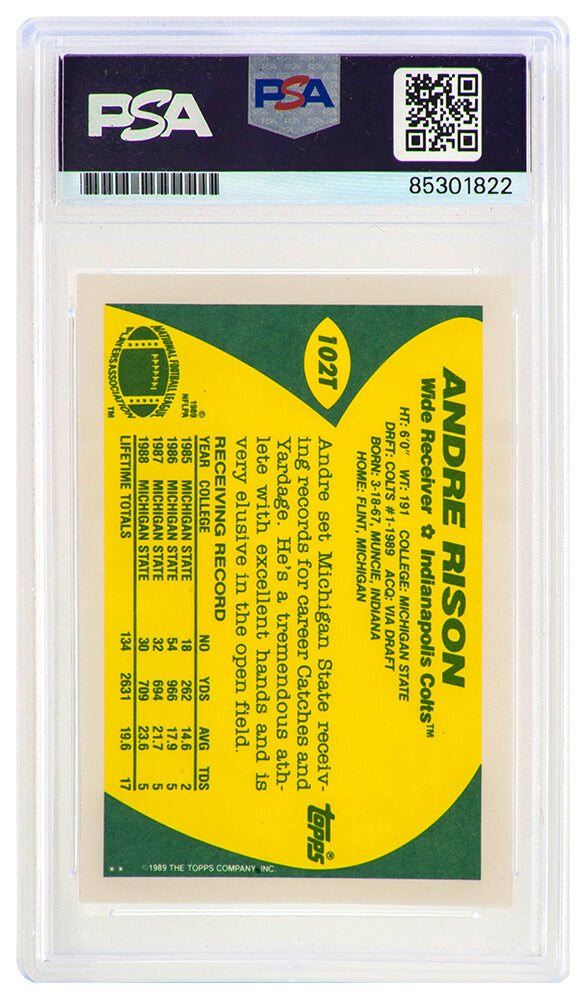 PSA
PSA
85301822
102T
ANDRE RISON
Wide Receiver ✩ Indianapolis Colts™
HT: 6'0" WT: 191 COLLEGE: MICHIGAN STATE
DRFT: COLTS #1-1989 ACQ: VIA DRAFT
BORN: 3-18-67, MUNCIE, INDIANA
HOME: FLINT, MICHIGAN
Andre set Michigan State receiv-
ing records for career Catches and
Yardage. He's a tremendous ath-
lete with excellent hands and is
very elusive in the open field.
topps®
RECEIVING RECORD
YEAR COLLEGE NO YDS AVG TDS
1985 MICHIGAN STATE 18 262 14.6 2
1986 MICHIGAN STATE 54 966 17.9 5
1987 MICHIGAN STATE 32 694 21.7 5
1988 MICHIGAN STATE 30 709 23.6 5
LIFETIME TOTALS 134 2631 19.6 17
© 1989 NFLPA
NATIONAL FOOTBALL LEAGUE
PLAYERS ASSOCIATION
™
©1989 THE TOPPS COMPANY, INC.
**